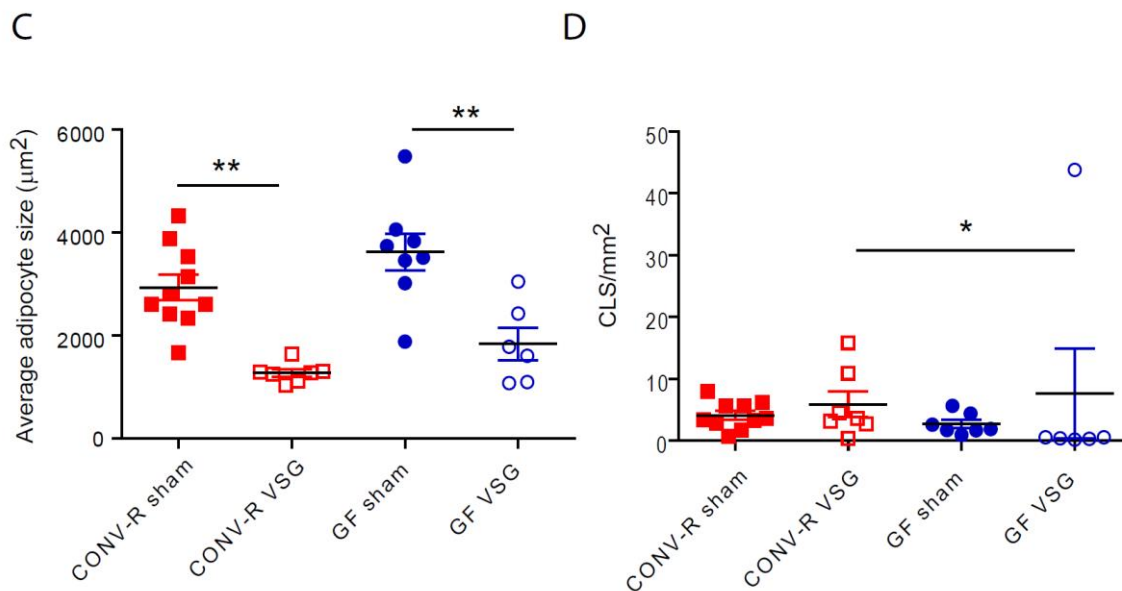 C
Average adipocyte size (μm²)
6000
4000
2000
0
**
**
CONV-R sham
CONV-R VSG
GF sham
GF VSG
D
CLS/mm²
50
40
30
20
10
0
*
CONV-R sham
CONV-R VSG
GF sham
GF VSG